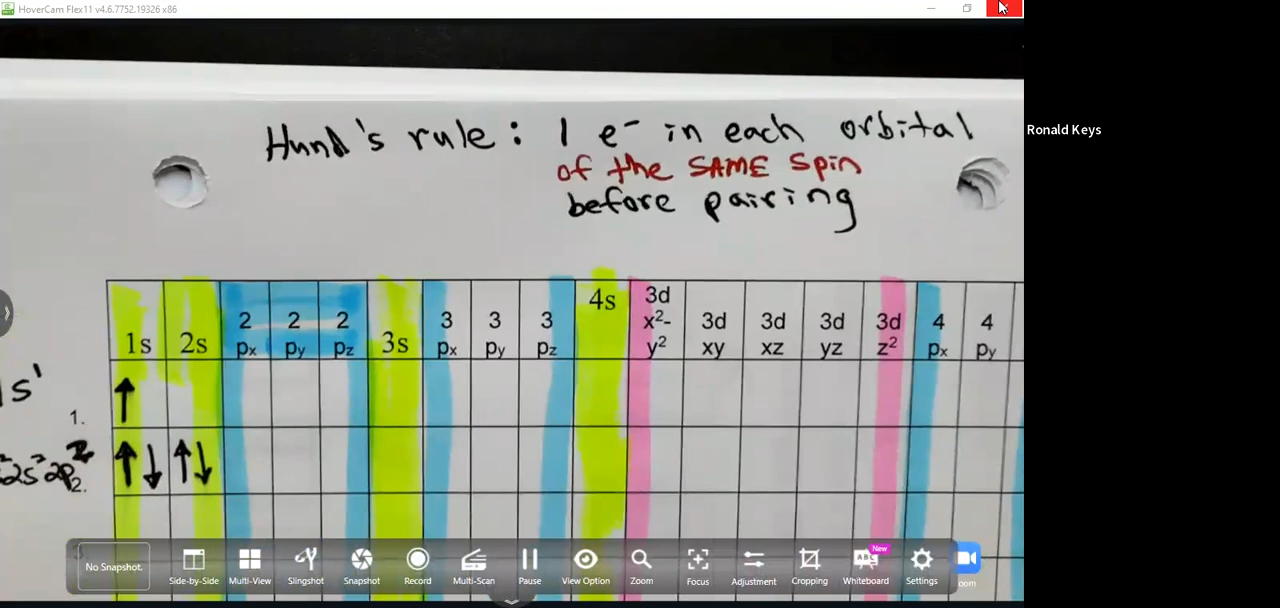 HoverCam Flex11 v4.6.7752.19326 x86
Hund's rule: 1 e⁻ in each orbital
of the SAME spin
before pairing
Ronald Keys
1s 2s 2 px 2 py 2 pz 3s 3 px 3 py 3 pz 4s 3d x²-y² 3d xy 3d xz 3d yz 3d z² 4 px 4 py
s¹
1. ↑
2s²2p²
2. ↑↓ ↑↓
No Snapshot. Side-by-Side Multi-View Slingshot Snapshot Record Multi-Scan Pause View Option Zoom Focus Adjustment Cropping New ABC Whiteboard Settings oom